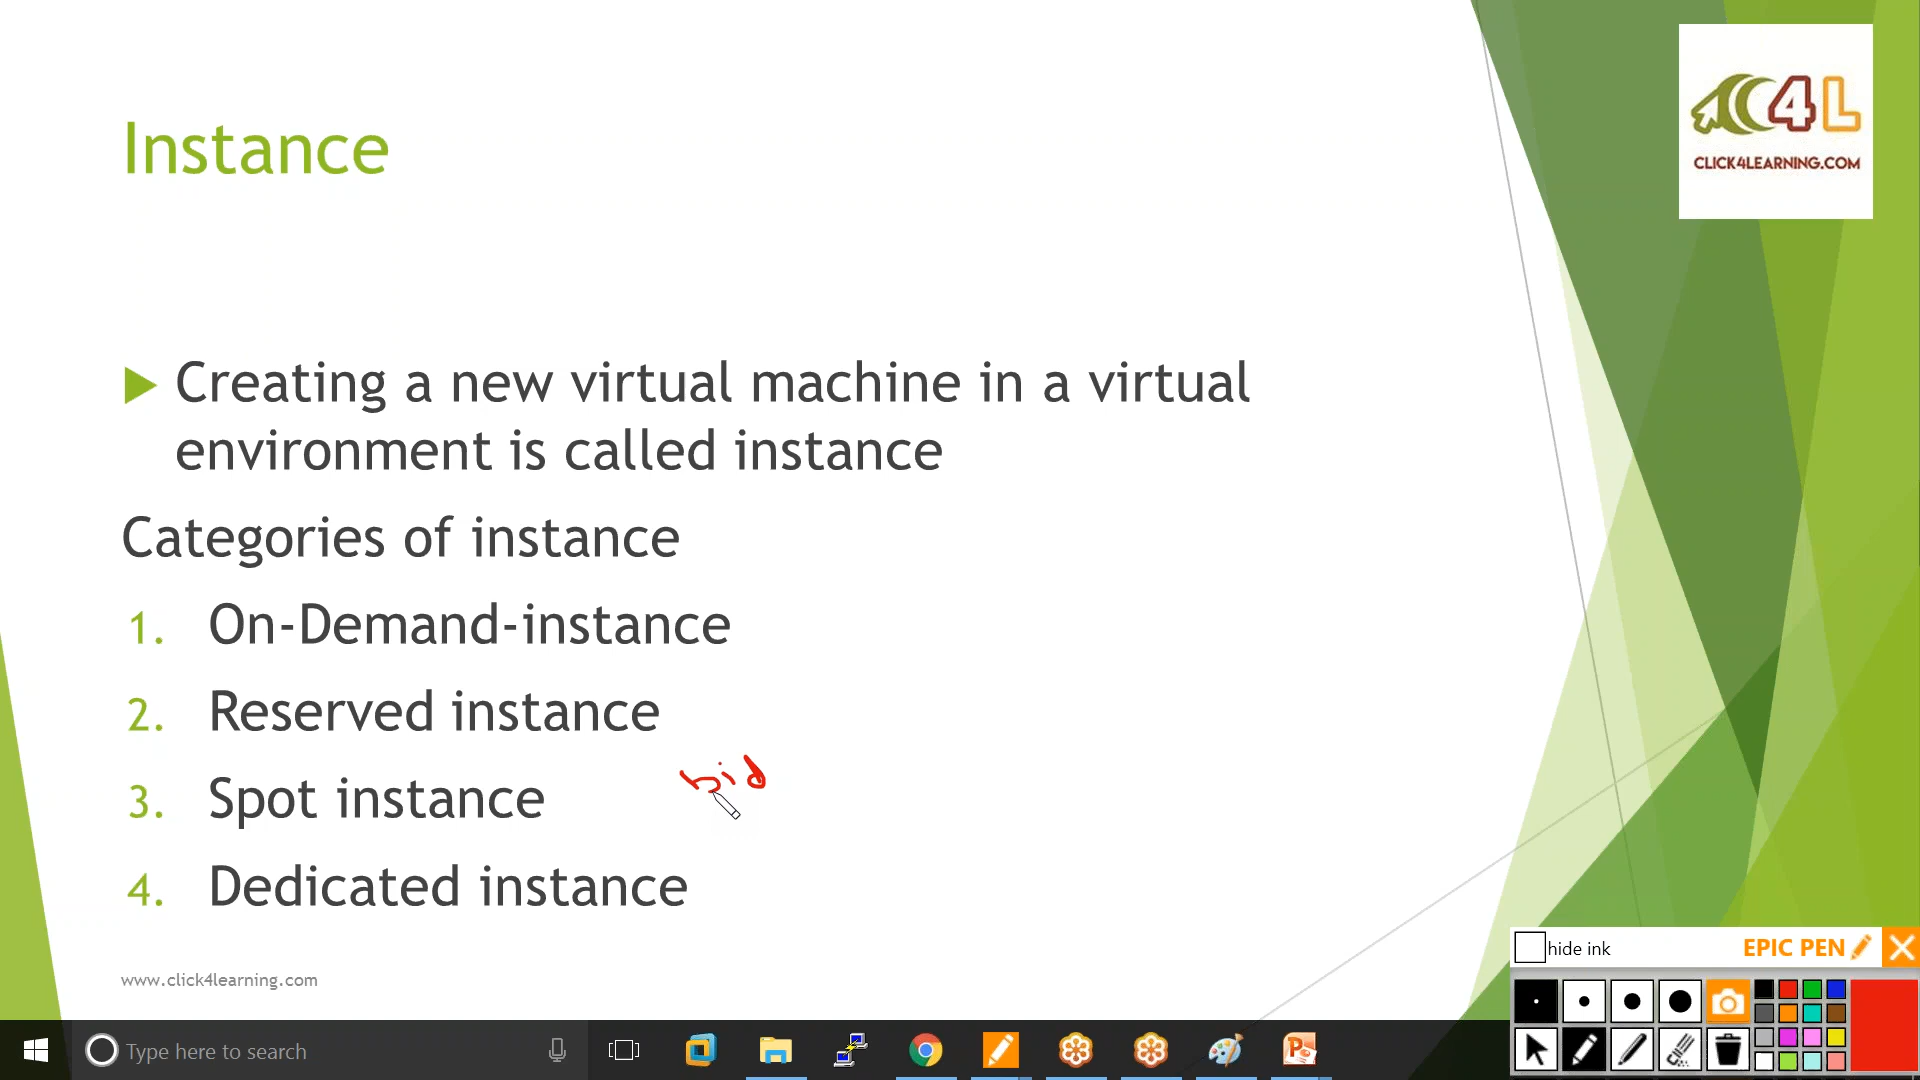 C4L
CLICK4LEARNING.COM
Instance
Creating a new virtual machine in a virtual
environment is called instance
Categories of instance
1. On-Demand-instance
2. Reserved instance
bid
3. Spot instance
4. Dedicated instance
www.click4learning.com
hide ink
EPIC PEN
Type here to search